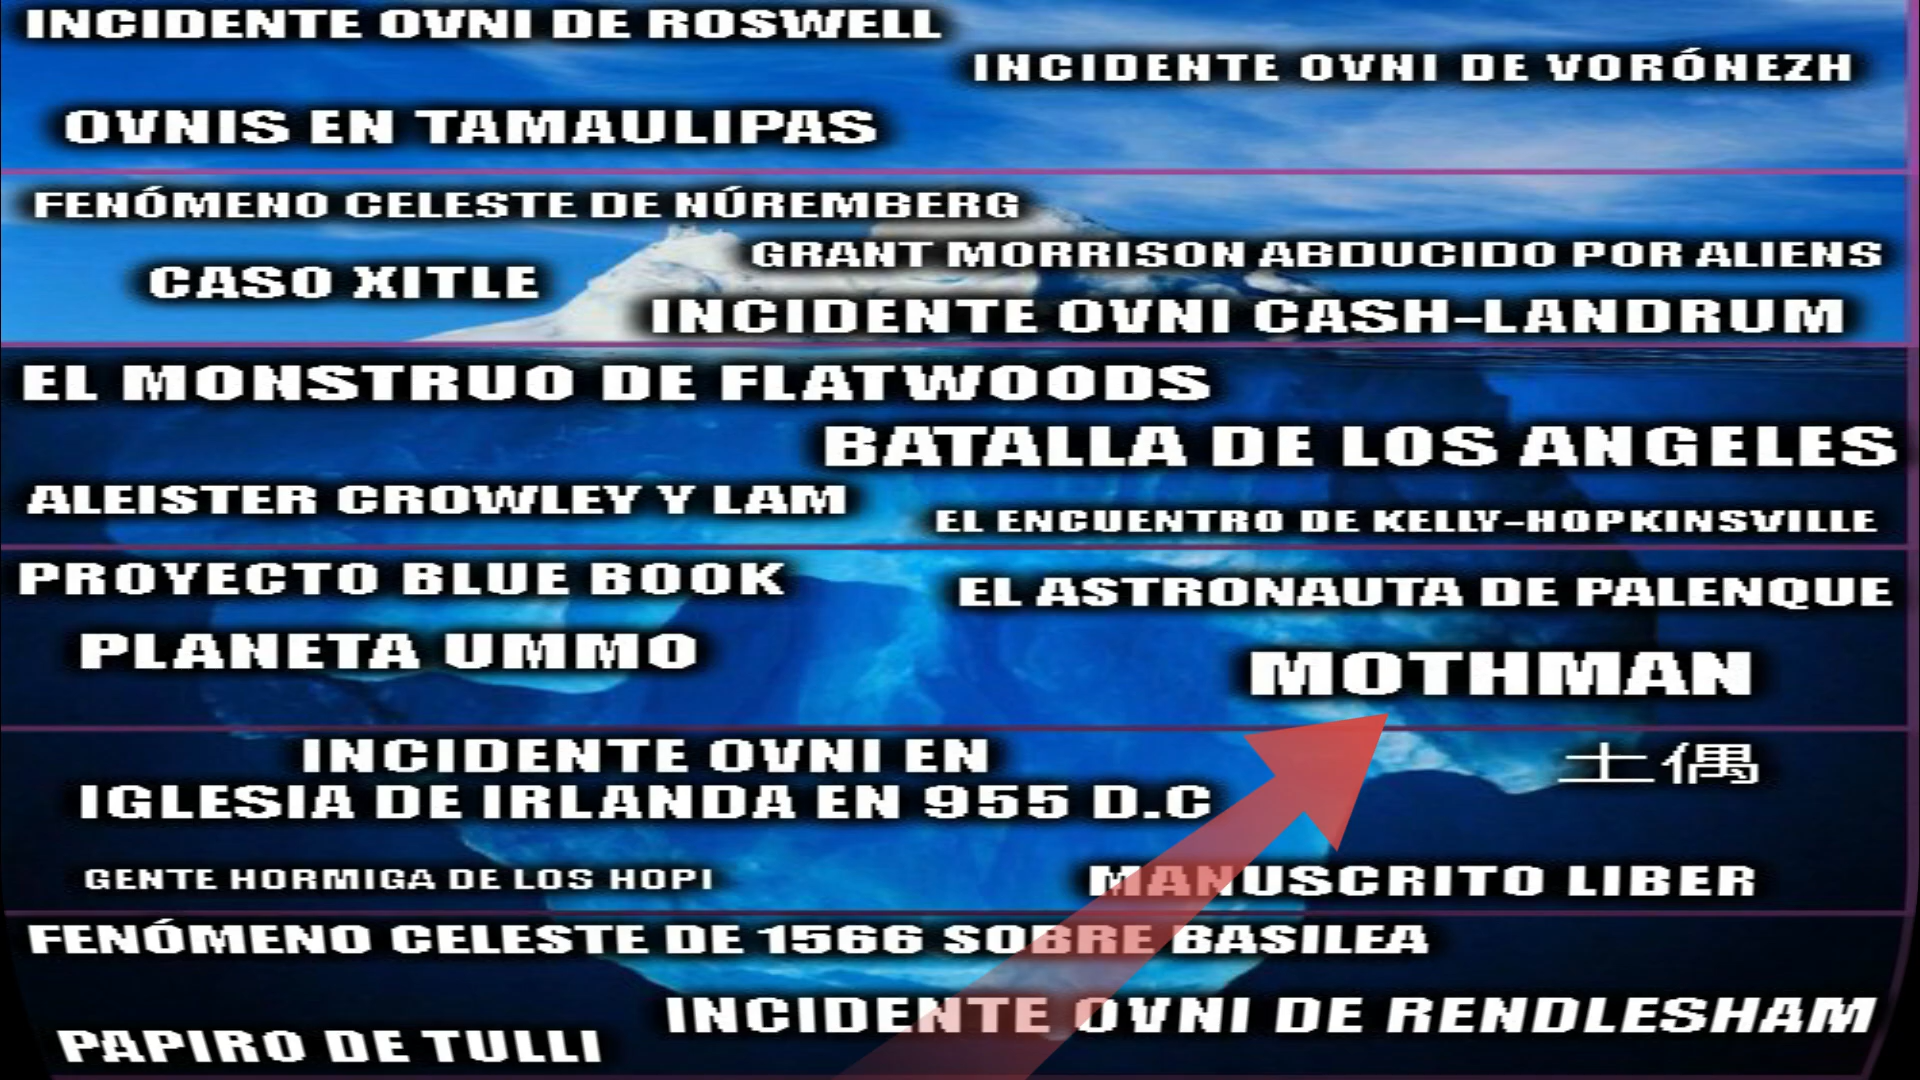 INCIDENTE OVNI DE ROSWELL
INCIDENTE OVNI DE VORÓNEZH
OVNIS EN TAMAULIPAS
FENÓMENO CELESTE DE NÚREMBERG
GRANT MORRISON ABDUCIDO POR ALIENS
CASO XITLE
INCIDENTE OVNI CASH-LANDRUM
EL MONSTRUO DE FLATWOODS
BATALLA DE LOS ANGELES
ALEISTER CROWLEY Y LAM
EL ENCUENTRO DE KELLY-HOPKINSVILLE
PROYECTO BLUE BOOK
EL ASTRONAUTA DE PALENQUE
PLANETA UMMO
MOTHMAN
INCIDENTE OVNI EN
IGLESIA DE IRLANDA EN 955 D.C
土偶
GENTE HORMIGA DE LOS HOPI
MANUSCRITO LIBER
FENÓMENO CELESTE DE 1566 SOBRE BASILEA
INCIDENTE OVNI DE RENDLESHAM
PAPIRO DE TULLI